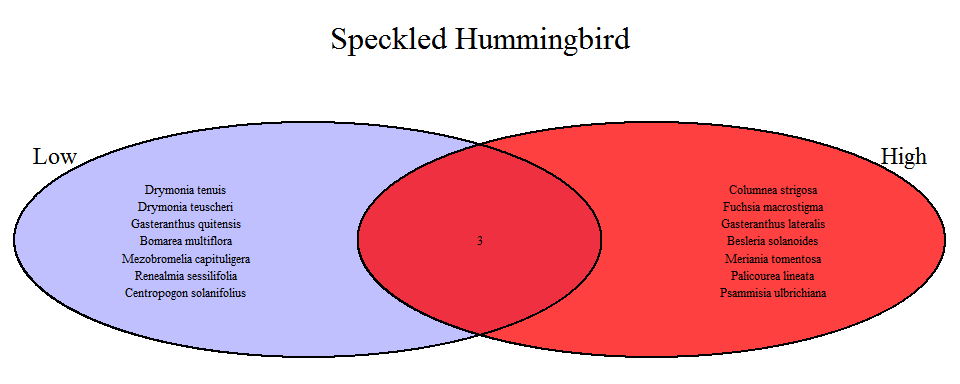 Speckled Hummingbird
Low
High
Drymonia tenuis
Drymonia teuscheri
Gasteranthus quitensis
Bomarea multiflora
Mezobromelia capituligera
Renealmia sessilifolia
Centropogon solanifolius
3
Columnea strigosa
Fuchsia macrostigma
Gasteranthus lateralis
Besleria solanoides
Meriania tomentosa
Palicourea lineata
Psammisia ulbrichiana